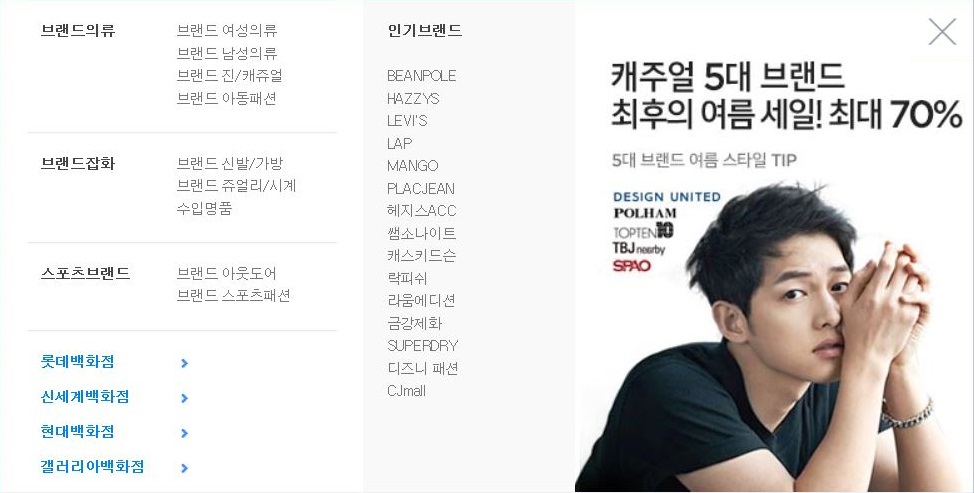 브랜드의류
브랜드 여성의류
브랜드 남성의류
브랜드 진/캐쥬얼
브랜드 아동패션
브랜드잡화
브랜드 신발/가방
브랜드 쥬얼리/시계
수입명품
스포츠브랜드
브랜드 아웃도어
브랜드 스포츠패션
롯데백화점
신세계백화점
현대백화점
갤러리아백화점
인기브랜드
BEANPOLE
HAZZYS
LEVI'S
LAP
MANGO
PLACJEAN
헤지스ACC
쌤소나이트
캐스키드슨
락피쉬
라움에디션
금강제화
SUPERDRY
디즈니 패션
CJmall
캐주얼 5대 브랜드
최후의 여름 세일! 최대 70%
5대 브랜드 여름 스타일 TIP
DESIGN UNITED
POLHAM
TOPTEN10
TBJ nearby
SPAO